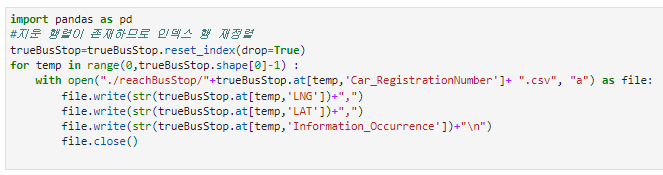 import pandas as pd
#지운 행렬이 존재하므로 인덱스 행 재정렬
trueBusStop=trueBusStop.reset_index(drop=True)
for temp in range(0,trueBusStop.shape[0]-1) :
    with open("./reachBusStop/"+trueBusStop.at[temp,'Car_RegistrationNumber']+ ".csv", "a") as file:
        file.write(str(trueBusStop.at[temp,'LNG'])+",")
        file.write(str(trueBusStop.at[temp,'LAT'])+",")
        file.write(str(trueBusStop.at[temp,'Information_Occurrence'])+"\n")
        file.close()